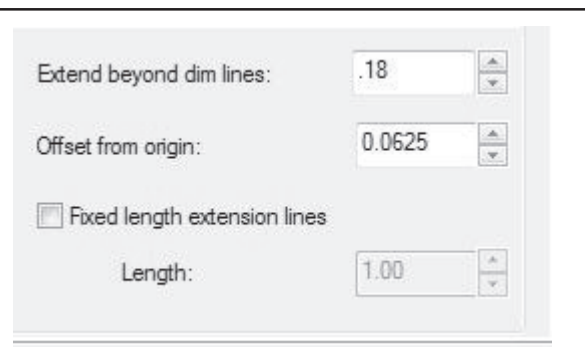 Extend beyond dim lines: .18
Offset from origin: 0.0625
Fixed length extension lines
Length: 1.00